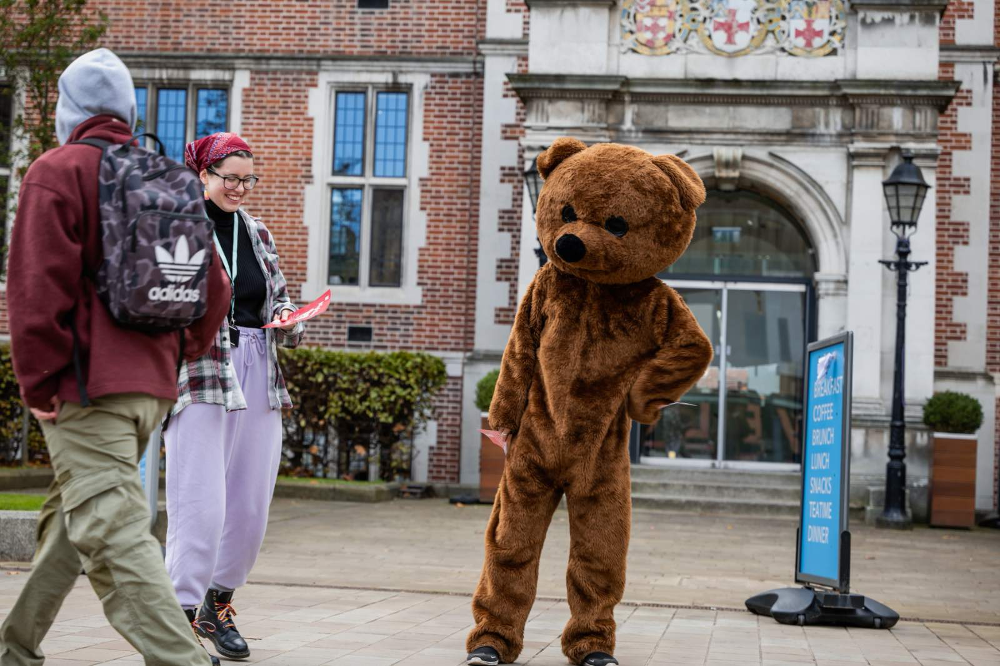 adidas
BREAKFAST
COFFEE
BRUNCH
LUNCH
SNACKS
TEATIME
DINNER